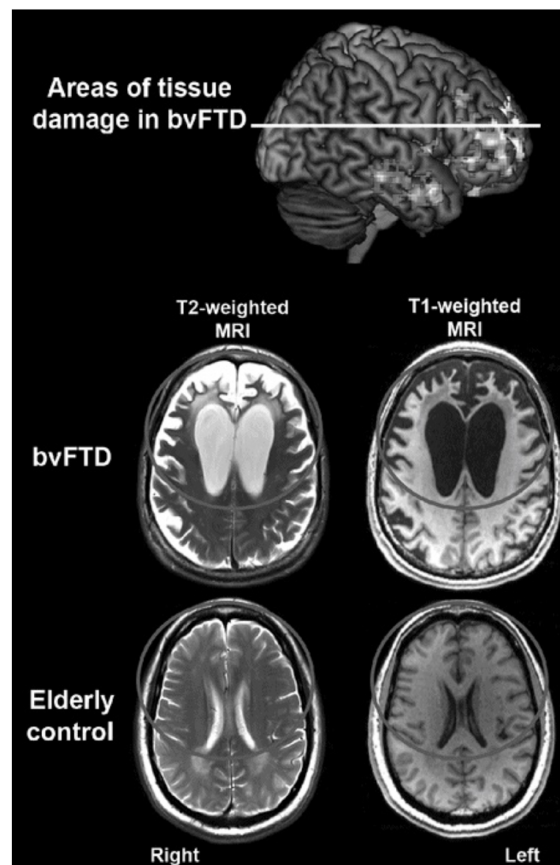 Areas of tissue
damage in bvFTD
T2-weighted
MRI
T1-weighted
MRI
bvFTD
Elderly
control
Right
Left